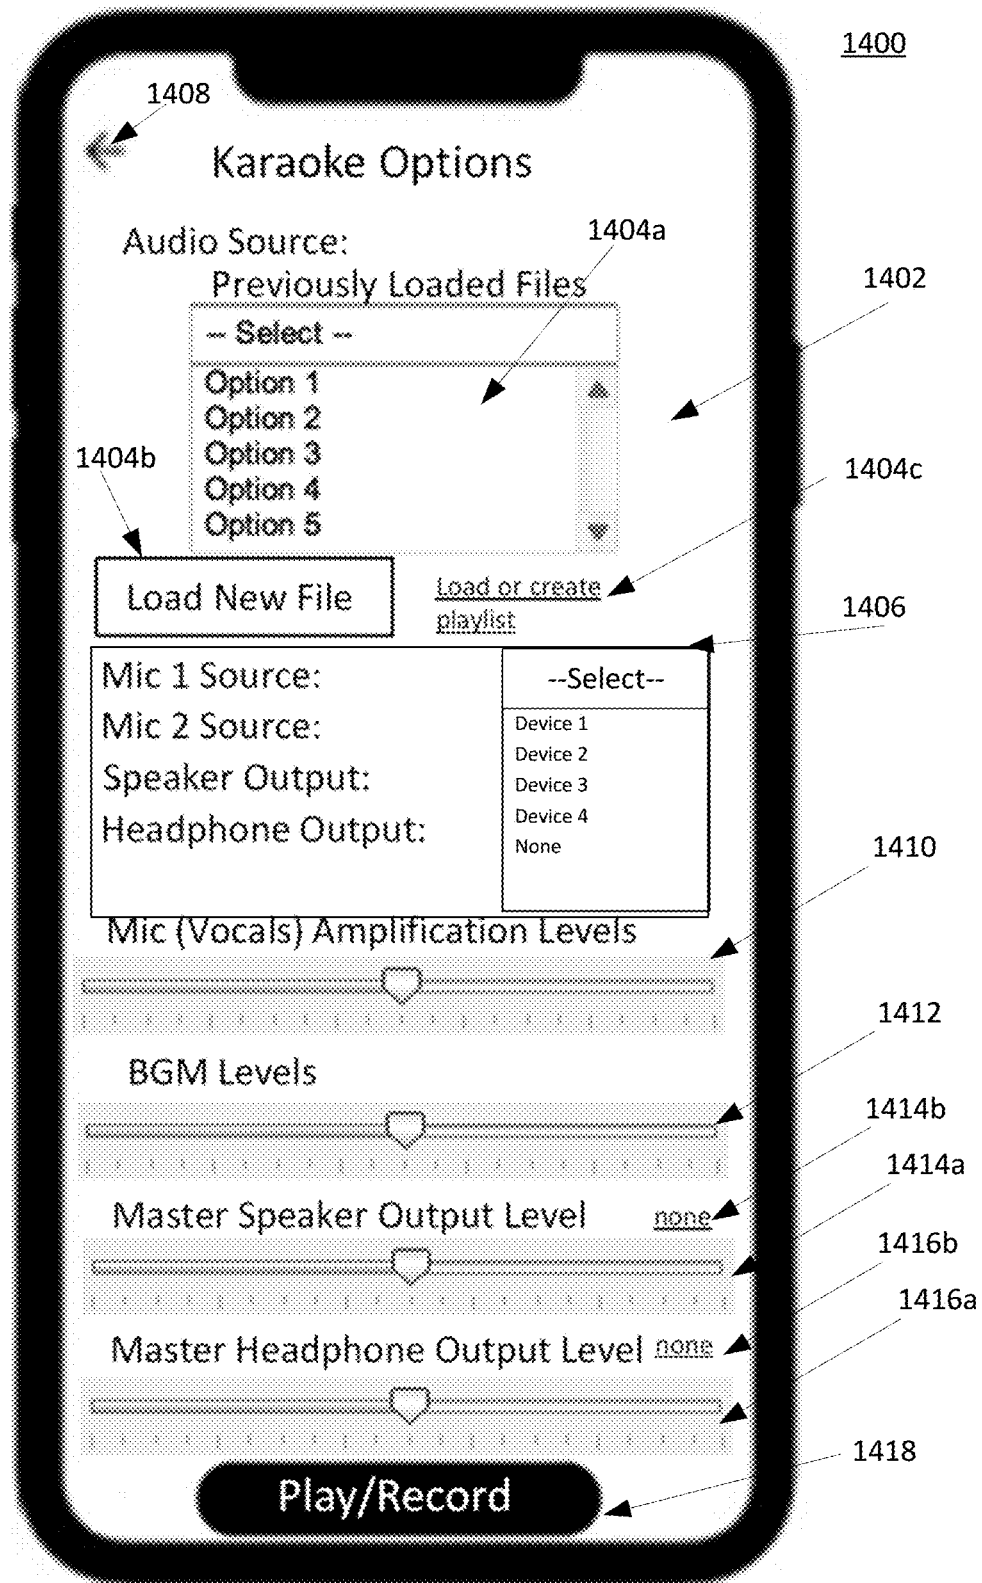 1400
1408
Karaoke Options
Audio Source:
1404a
Previously Loaded Files
1402
-- Select --
Option 1
Option 2
Option 3
Option 4
Option 5
1404b
1404c
Load New File
Load or create
playlist
1406
Mic 1 Source:
Mic 2 Source:
Speaker Output:
Headphone Output:
--Select--
Device 1
Device 2
Device 3
Device 4
None
1410
Mic (Vocals) Amplification Levels
1412
BGM Levels
1414b
1414a
Master Speaker Output Level
none
1416b
1416a
Master Headphone Output Level
none
1418
Play/Record